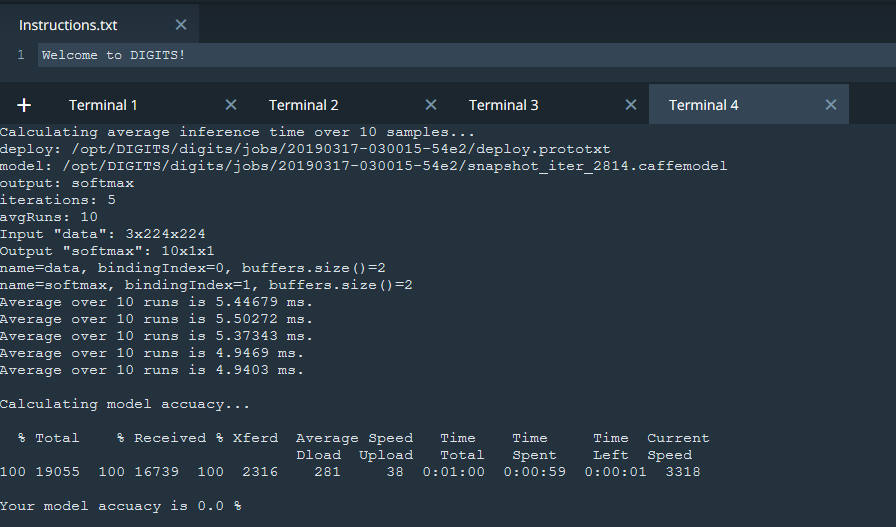 Instructions.txt ×
1 Welcome to DIGITS!
+ Terminal 1 × Terminal 2 × Terminal 3 × Terminal 4 ×
Calculating average inference time over 10 samples...
deploy: /opt/DIGITS/digits/jobs/20190317-030015-54e2/deploy.prototxt
model: /opt/DIGITS/digits/jobs/20190317-030015-54e2/snapshot_iter_2814.caffemodel
output: softmax
iterations: 5
avgRuns: 10
Input "data": 3x224x224
Output "softmax": 10x1x1
name=data, bindingIndex=0, buffers.size()=2
name=softmax, bindingIndex=1, buffers.size()=2
Average over 10 runs is 5.44679 ms.
Average over 10 runs is 5.50272 ms.
Average over 10 runs is 5.37343 ms.
Average over 10 runs is 4.9469 ms.
Average over 10 runs is 4.9403 ms.
Calculating model accuacy...
% Total % Received % Xferd Average Speed Time Time Time Current
Dload Upload Total Spent Left Speed
100 19055 100 16739 100 2316 281 38 0:01:00 0:00:59 0:00:01 3318
Your model accuacy is 0.0 %